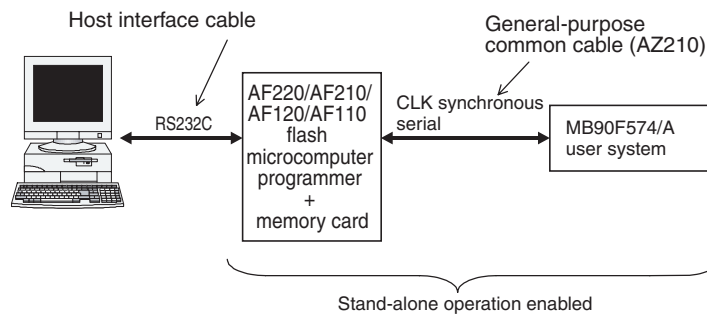 Host interface cable
General-purpose
common cable (AZ210)
RS232C
AF220/AF210/
AF120/AF110
flash
microcomputer
programmer
+
memory card
CLK synchronous
serial
MB90F574/A
user system
Stand-alone operation enabled